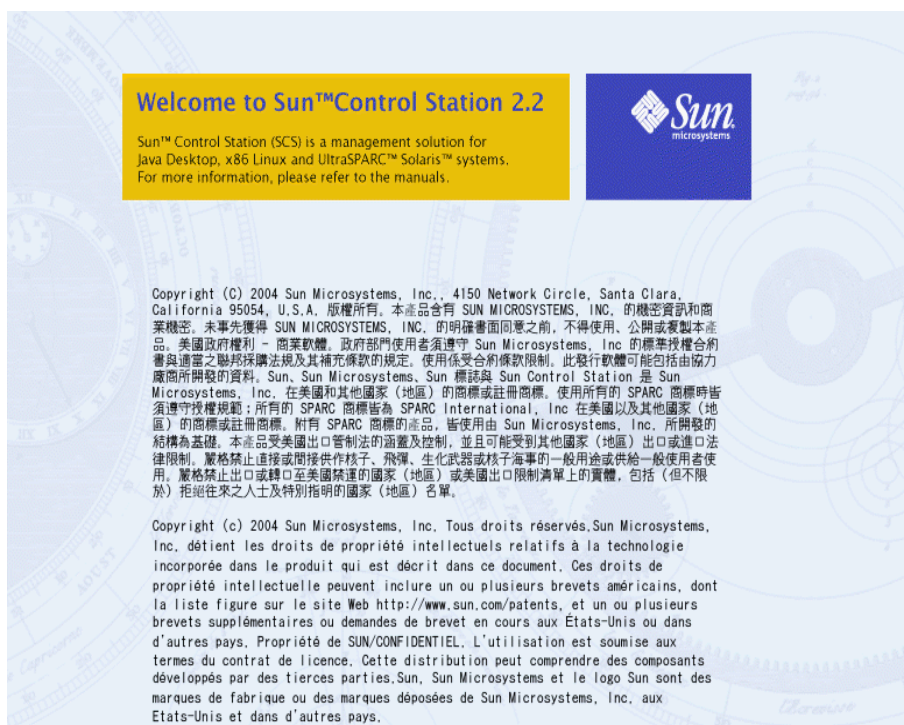 Welcome to Sun™Control Station 2.2
Sun™ Control Station (SCS) is a management solution for
Java Desktop, x86 Linux and UltraSPARC™ Solaris™ systems.
For more information, please refer to the manuals.
Sun
microsystems
Copyright (C) 2004 Sun Microsystems, Inc., 4150 Network Circle, Santa Clara,
California 95054, U.S.A. 版權所有。本產品含有 SUN MICROSYSTEMS, INC. 的機密資訊和商
業機密。未事先獲得 SUN MICROSYSTEMS, INC. 的明確書面同意之前，不得使用、公開或複製本產
品。美國政府權利 - 商業軟體。政府部門使用者須遵守 Sun Microsystems, Inc 的標準授權合約
書與適當之聯邦採購法規及其補充條款的規定。使用係受合約條款限制。此發行軟體可能包括由協力
廠商所開發的資料。Sun、Sun Microsystems、Sun 標誌與 Sun Control Station 是 Sun
Microsystems, Inc. 在美國和其他國家（地區）的商標或註冊商標。使用所有的 SPARC 商標時皆
須遵守授權規範；所有的 SPARC 商標皆為 SPARC International, Inc 在美國以及其他國家（地
區）的商標或註冊商標。附有 SPARC 商標的產品，皆使用由 Sun Microsystems, Inc. 所開發的
結構為基礎。本產品受美國出口管制法的涵蓋及控制，並且可能受到其他國家（地區）出口或進口法
律限制。嚴格禁止直接或間接供作核子、飛彈、生化武器或核子海事的一般用途或供給一般使用者使
用。嚴格禁止出口或轉口至美國禁運的國家（地區）或美國出口限制清單上的實體，包括（但不限
於）拒絕往來之人士及特別指明的國家（地區）名單。
Copyright (c) 2004 Sun Microsystems, Inc. Tous droits réservés.Sun Microsystems,
Inc. détient les droits de propriété intellectuels relatifs à la technologie
incorporée dans le produit qui est décrit dans ce document. Ces droits de
propriété intellectuelle peuvent inclure un ou plusieurs brevets américains, dont
la liste figure sur le site Web http://www.sun.com/patents, et un ou plusieurs
brevets supplémentaires ou demandes de brevet en cours aux États-Unis ou dans
d'autres pays. Propriété de SUN/CONFIDENTIEL. L'utilisation est soumise aux
termes du contrat de licence. Cette distribution peut comprendre des composants
développés par des tierces parties.Sun, Sun Microsystems et le logo Sun sont des
marques de fabrique ou des marques déposées de Sun Microsystems, Inc. aux
Etats-Unis et dans d'autres pays.